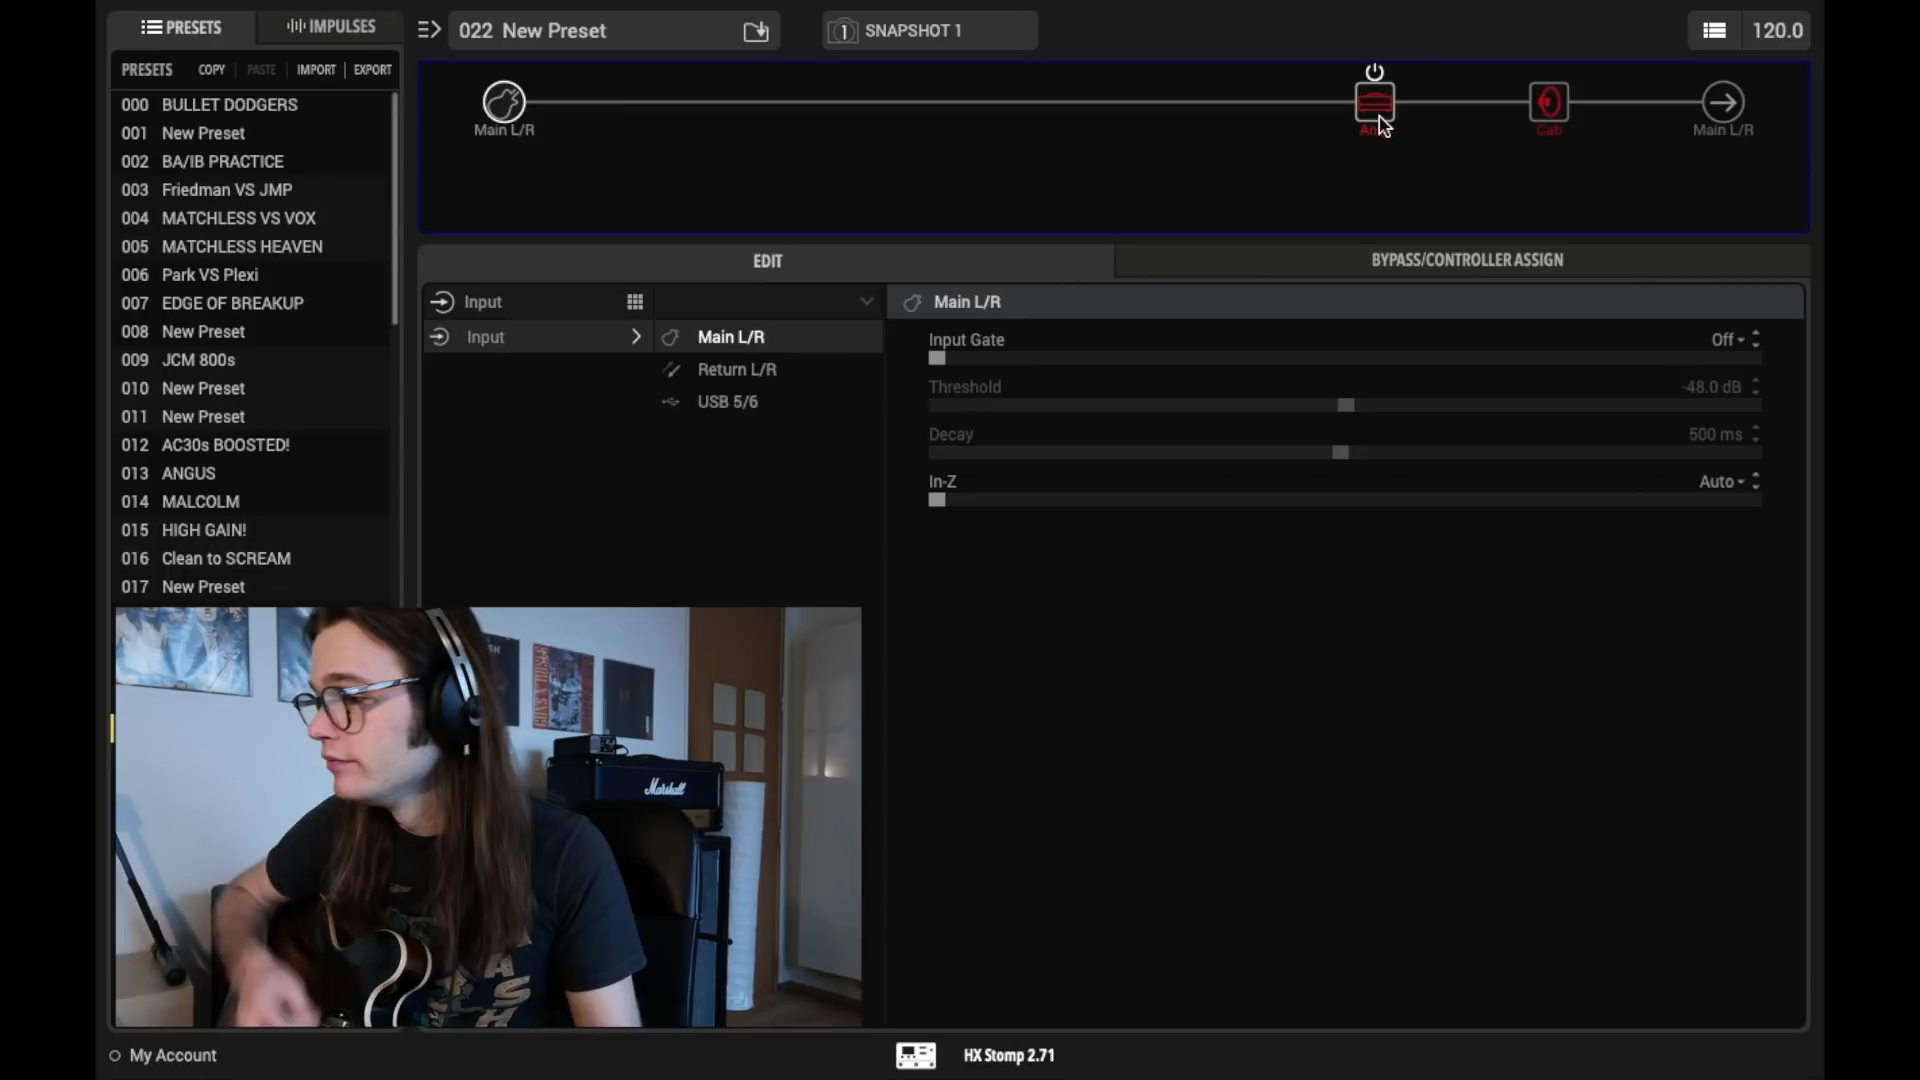 PRESETS
IMPULSES
022 New Preset
1 SNAPSHOT 1
120.0
PRESETS COPY PASTE IMPORT EXPORT
000 BULLET DODGERS
001 New Preset
002 BA/IB PRACTICE
003 Friedman VS JMP
004 MATCHLESS VS VOX
005 MATCHLESS HEAVEN
006 Park VS Plexi
007 EDGE OF BREAKUP
008 New Preset
009 JCM 800s
010 New Preset
011 New Preset
012 AC30s BOOSTED!
013 ANGUS
014 MALCOLM
015 HIGH GAIN!
016 Clean to SCREAM
017 New Preset
Main L/R
Cab
Main L/R
EDIT
BYPASS/CONTROLLER ASSIGN
Input
Input
Main L/R
Return L/R
USB 5/6
Main L/R
Input Gate Off
Threshold -48.0 dB
Decay 500 ms
In-Z Auto
Marshall
My Account
HX Stomp 2.71